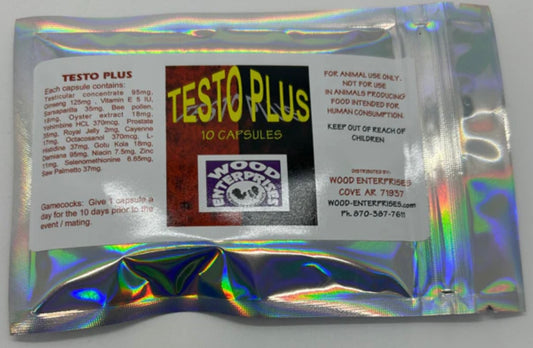 TESTO PLUS
Each capsule contains:
Testicular concentrate 95mg,
Ginseng 125mg , Vitamin E 5 IU,
Sarsaparilla 35mg, Bee pollen,
18mg, Oyster extract 18mg,
Yohimbine HCL 370mg, Prostate
mg, Royal Jelly 2mg, Cayenne
17mg, Octacosanol 370mcg, L-
Histidine 37mg, Gotu Kola 18mg,
Damiana 95mg, Niacin 7.5mg, Zinc
mg, Selenomethionine 6.65mg,
Saw Palmetto 37mg.
Gamecocks: Give 1 capsule a
day for the 10 days prior to the
event / mating.
TESTO PLUS
10 CAPSULES
WOOD
ENTERPRISES
FOR ANIMAL USE ONLY.
NOT FOR USE
IN ANIMALS PRODUCING
FOOD INTENDED FOR
HUMAN CONSUMPTION.
KEEP OUT OF REACH OF
CHILDREN
DISTRIBUTED BY:
WOOD ENTERPRISES
COVE AR 71937
WOOD-ENTERPRISES.com
Ph. 870-387-7611